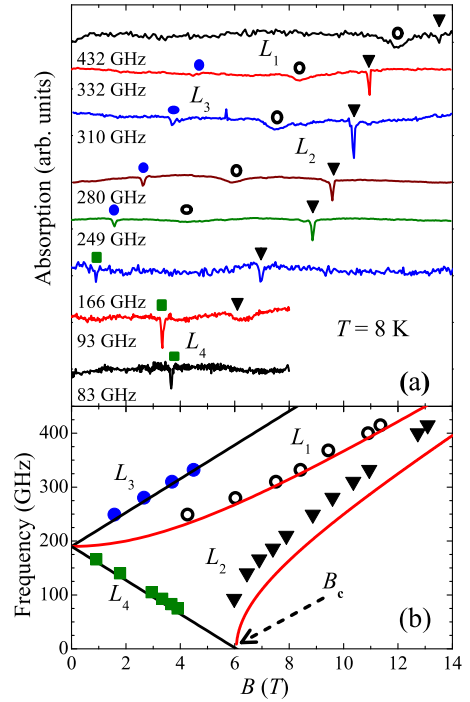 L₁
432 GHz
332 GHz
L₃
310 GHz
L₂
280 GHz
249 GHz
166 GHz
93 GHz
L₄
T = 8 K
83 GHz
(a)
Absorption (arb. units)
400
300
200
100
0
Frequency (GHz)
L₁
L₃
L₂
L₄
B_c
(b)
0 2 4 6 8 10 12 14
B (T)